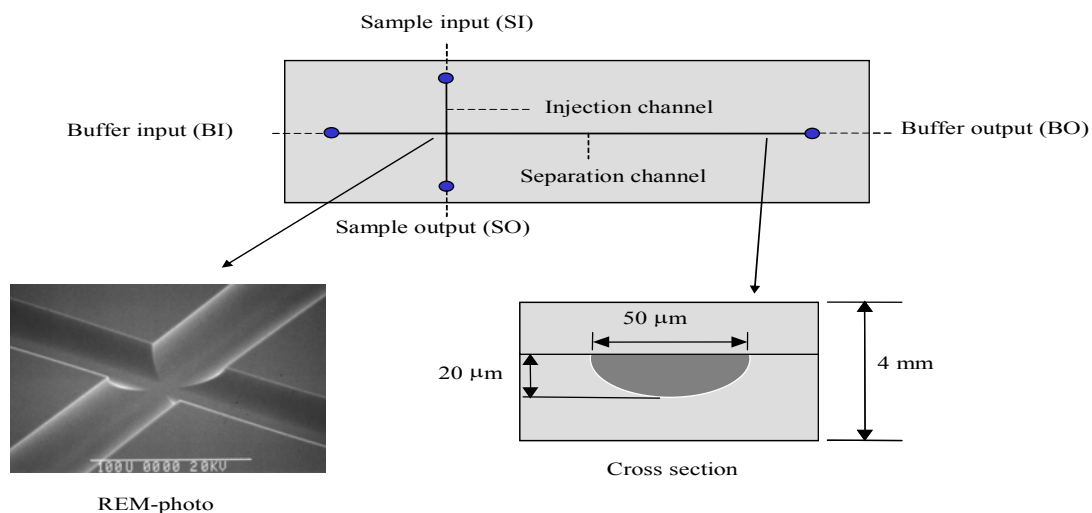 Sample input (SI)
Injection channel
Buffer input (BI)
Buffer output (BO)
Separation channel
Sample output (SO)
50 μm
20 μm
4 mm
100U 0000 20KV
Cross section
REM-photo